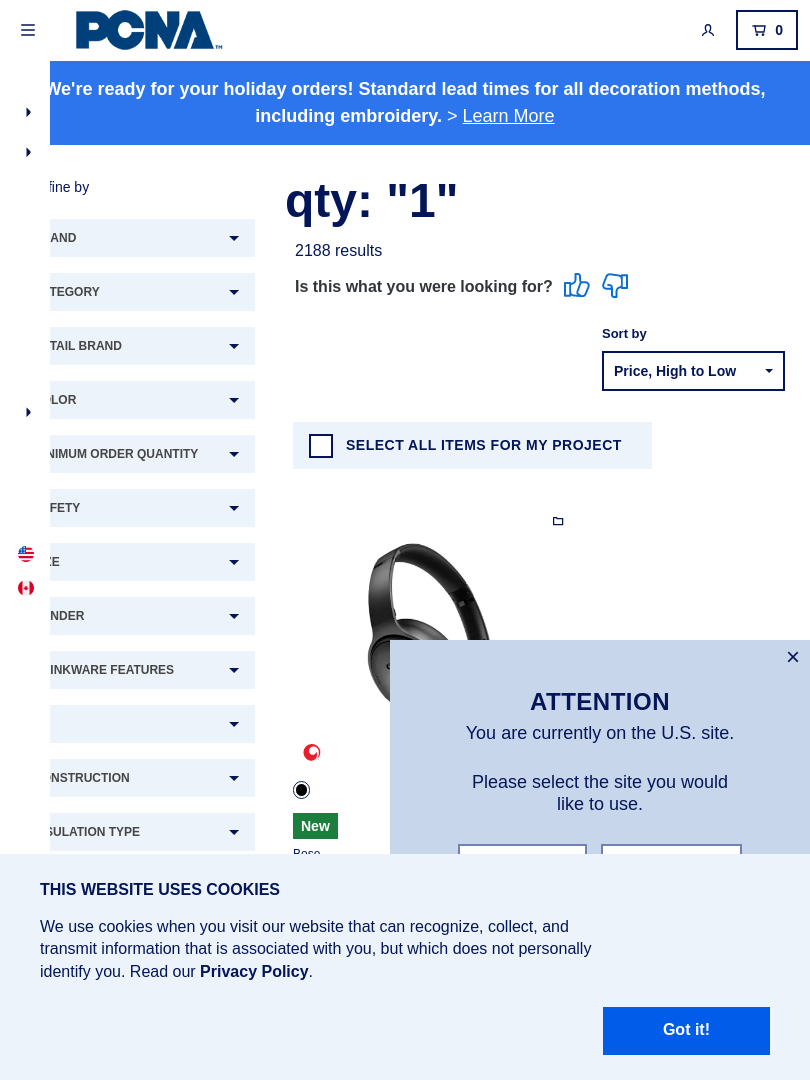 PCNA™
0
We're ready for your holiday orders! Standard lead times for all decoration methods,
including embroidery. > Learn More
fine by
qty: "1"
2188 results
Is this what you were looking for?
Sort by
Price, High to Low
SELECT ALL ITEMS FOR MY PROJECT
AND
TEGORY
TAIL BRAND
OLOR
NIMUM ORDER QUANTITY
FETY
ZE
NDER
INKWARE FEATURES
ONSTRUCTION
SULATION TYPE
New
Bose
×
ATTENTION
You are currently on the U.S. site.
Please select the site you would
like to use.
THIS WEBSITE USES COOKIES
We use cookies when you visit our website that can recognize, collect, and
transmit information that is associated with you, but which does not personally
identify you. Read our Privacy Policy.
Got it!